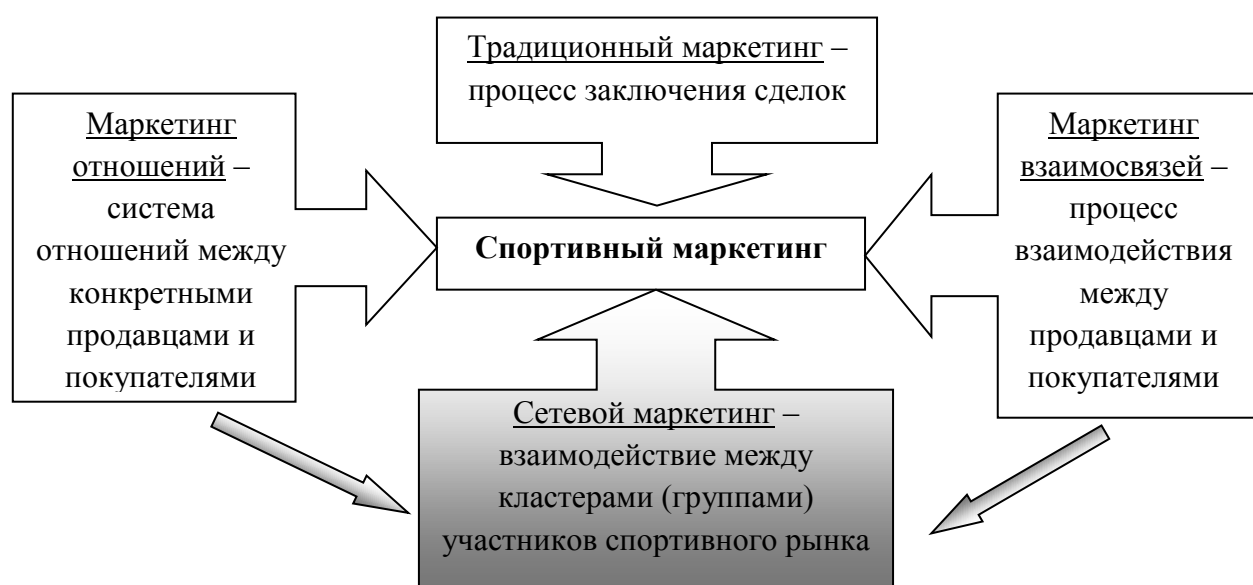 Традиционный маркетинг –
процесс заключения сделок
Маркетинг
отношений –
система
отношений между
конкретными
продавцами и
покупателями
Спортивный маркетинг
Маркетинг
взаимосвязей –
процесс
взаимодействия
между
продавцами и
покупателями
Сетевой маркетинг –
взаимодействие между
кластерами (группами)
участников спортивного рынка